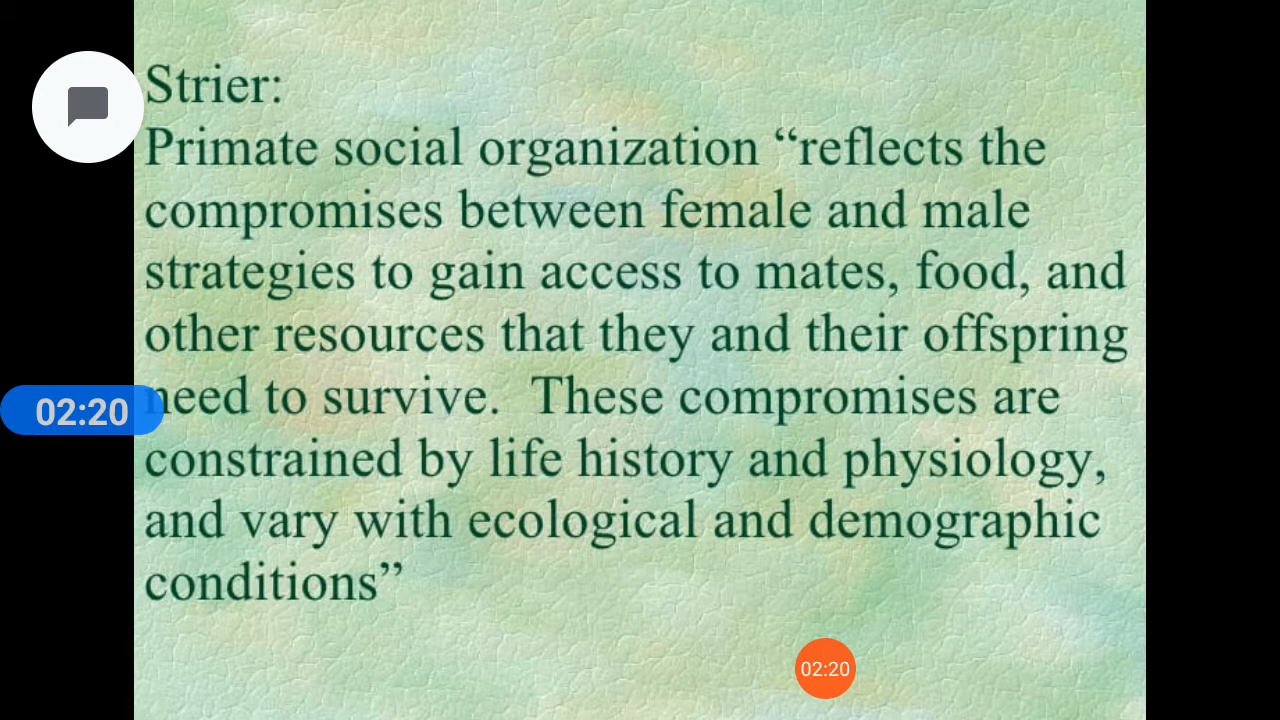 Strier:
Primate social organization “reflects the
compromises between female and male
strategies to gain access to mates, food, and
other resources that they and their offspring
need to survive.  These compromises are
constrained by life history and physiology,
and vary with ecological and demographic
conditions”
02:20
02:20